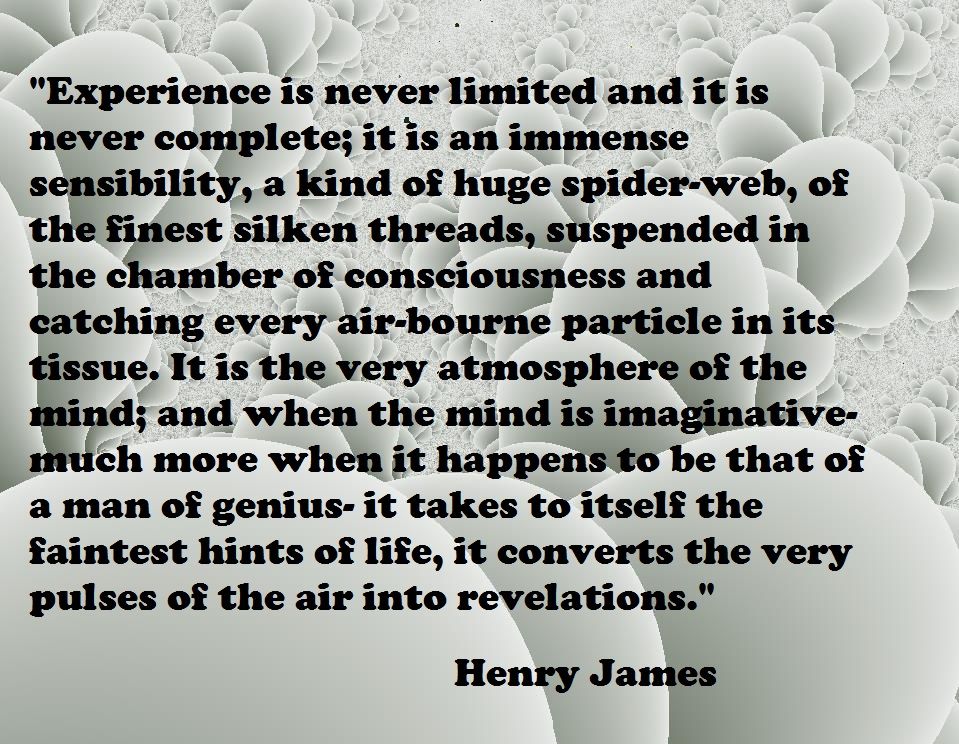 "Experience is never limited and it is
never complete; it is an immense
sensibility, a kind of huge spider-web, of
the finest silken threads, suspended in
the chamber of consciousness and
catching every air-bourne particle in its
tissue. It is the very atmosphere of the
mind; and when the mind is imaginative-
much more when it happens to be that of
a man of genius- it takes to itself the
faintest hints of life, it converts the very
pulses of the air into revelations."
Henry James